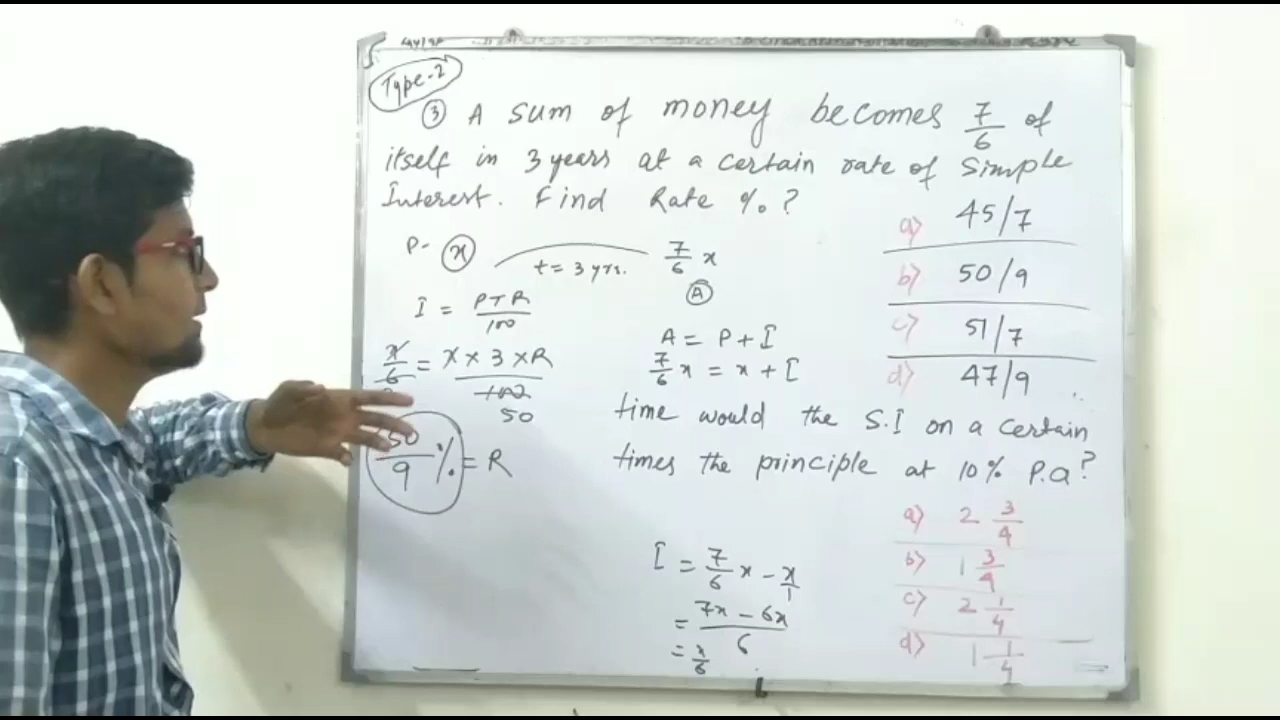 Type-2
③ A sum of money becomes 7/6 of
itself in 3 years at a certain rate of Simple
Interest. Find Rate %?
a) 45/7
b) 50/9
c) 51/7
d) 47/9
P- x t = 3 yrs. 7/6 x
A
I = PTR/100
x/6 = x × 3 × R/100
50
50/9 % = R
A = P + I
7/6 x = x + I
time would the S.I on a certain
times the principle at 10% P.a?
I = 7/6 x - x/1
= 7x - 6x/6
= x/6
a) 2 3/4
b) 1 3/4
c) 2 1/4
d) 1 1/4